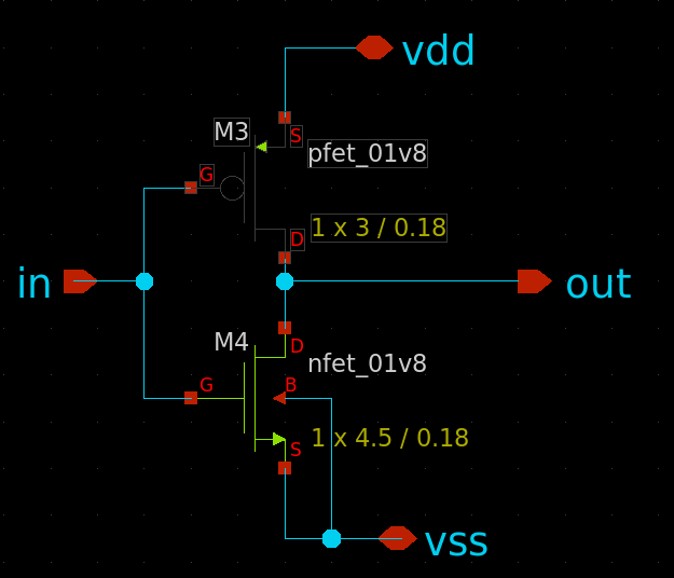 vdd
M3
S
pfet_01v8
G
1 x 3 / 0.18
D
in
out
M4
D
nfet_01v8
G
B
1 x 4.5 / 0.18
S
vss